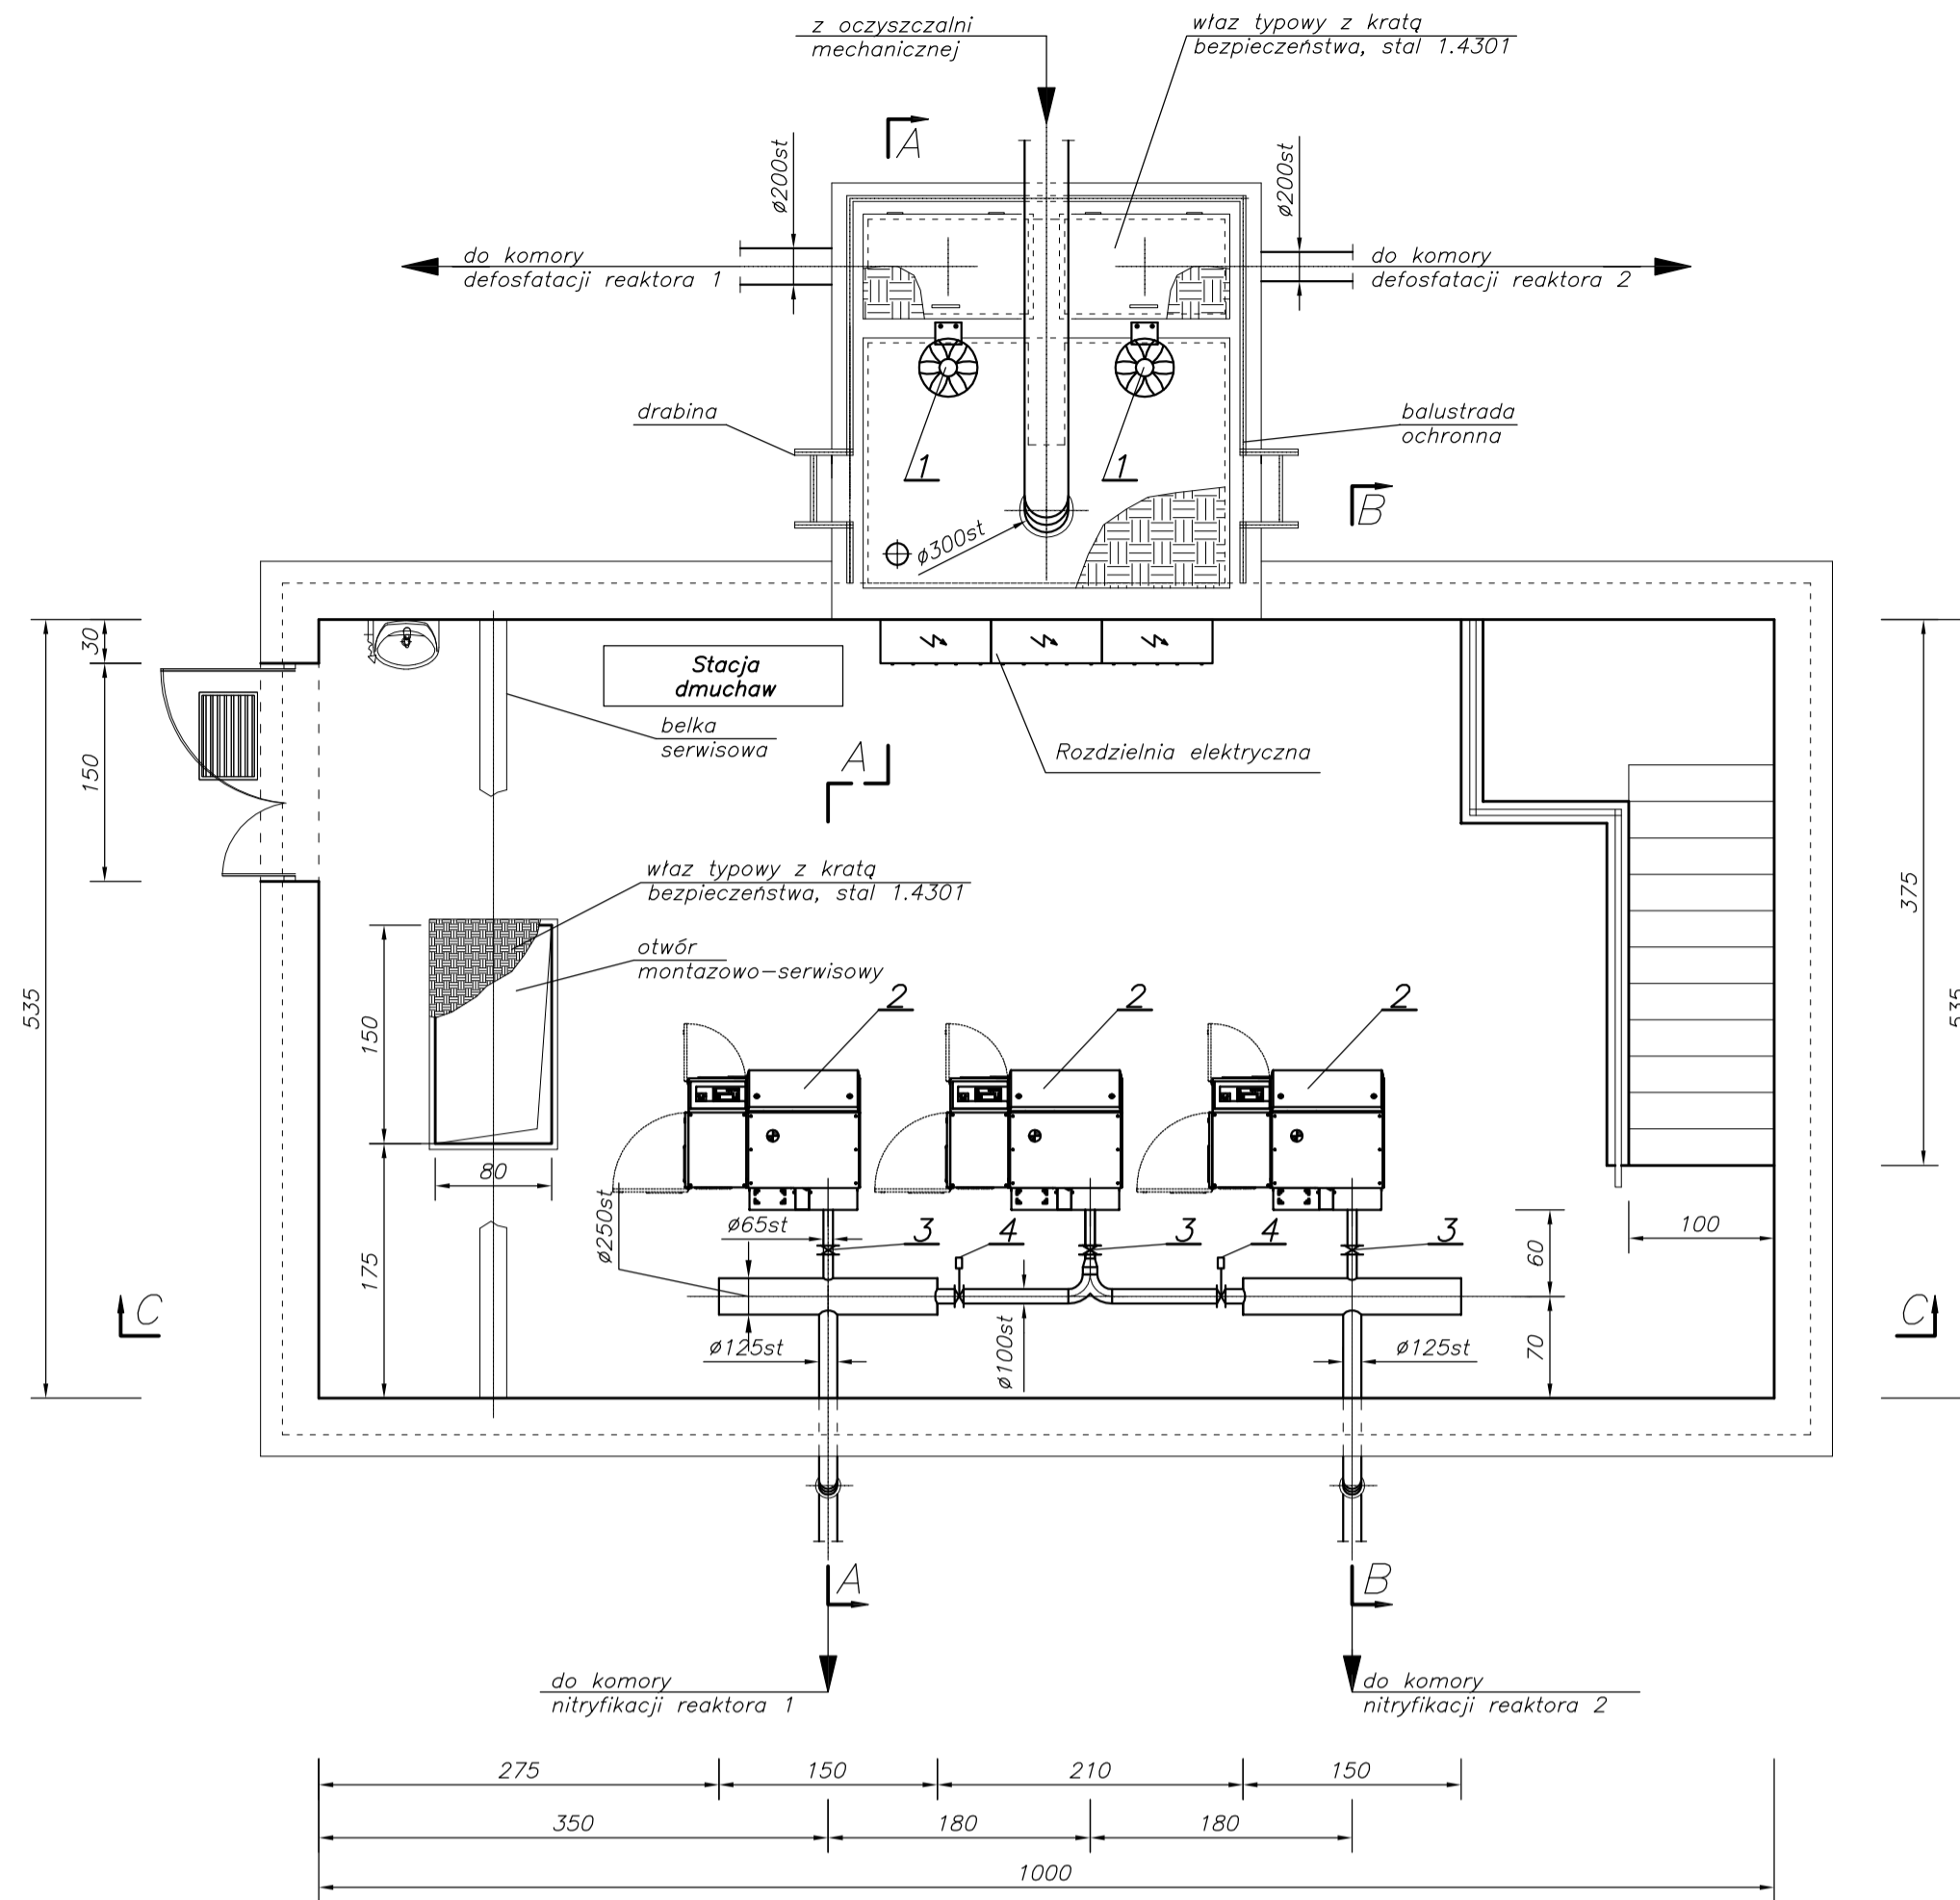 z oczyszczalni
mechanicznej
właz typowy z kratą
bezpieczeństwa, stal 1.4301
A
ø200st
ø200st
do komory
defosfatacji reaktora 1
do komory
defosfatacji reaktora 2
drabina
balustrada
ochronna
1
1
B
ø300st
30
150
535
Stacja
dmuchaw
belka
serwisowa
Rozdzielnia elektryczna
A
375
535
właz typowy z kratą
bezpieczeństwa, stal 1.4301
otwór
montazowo-serwisowy
150
80
175
2
2
2
ø250st
ø65st
3
4
3
4
3
100
60
70
C
C
ø125st
ø100st
ø125st
A
B
do komory
nitryfikacji reaktora 1
do komory
nitryfikacji reaktora 2
275
150
210
150
350
180
180
1000